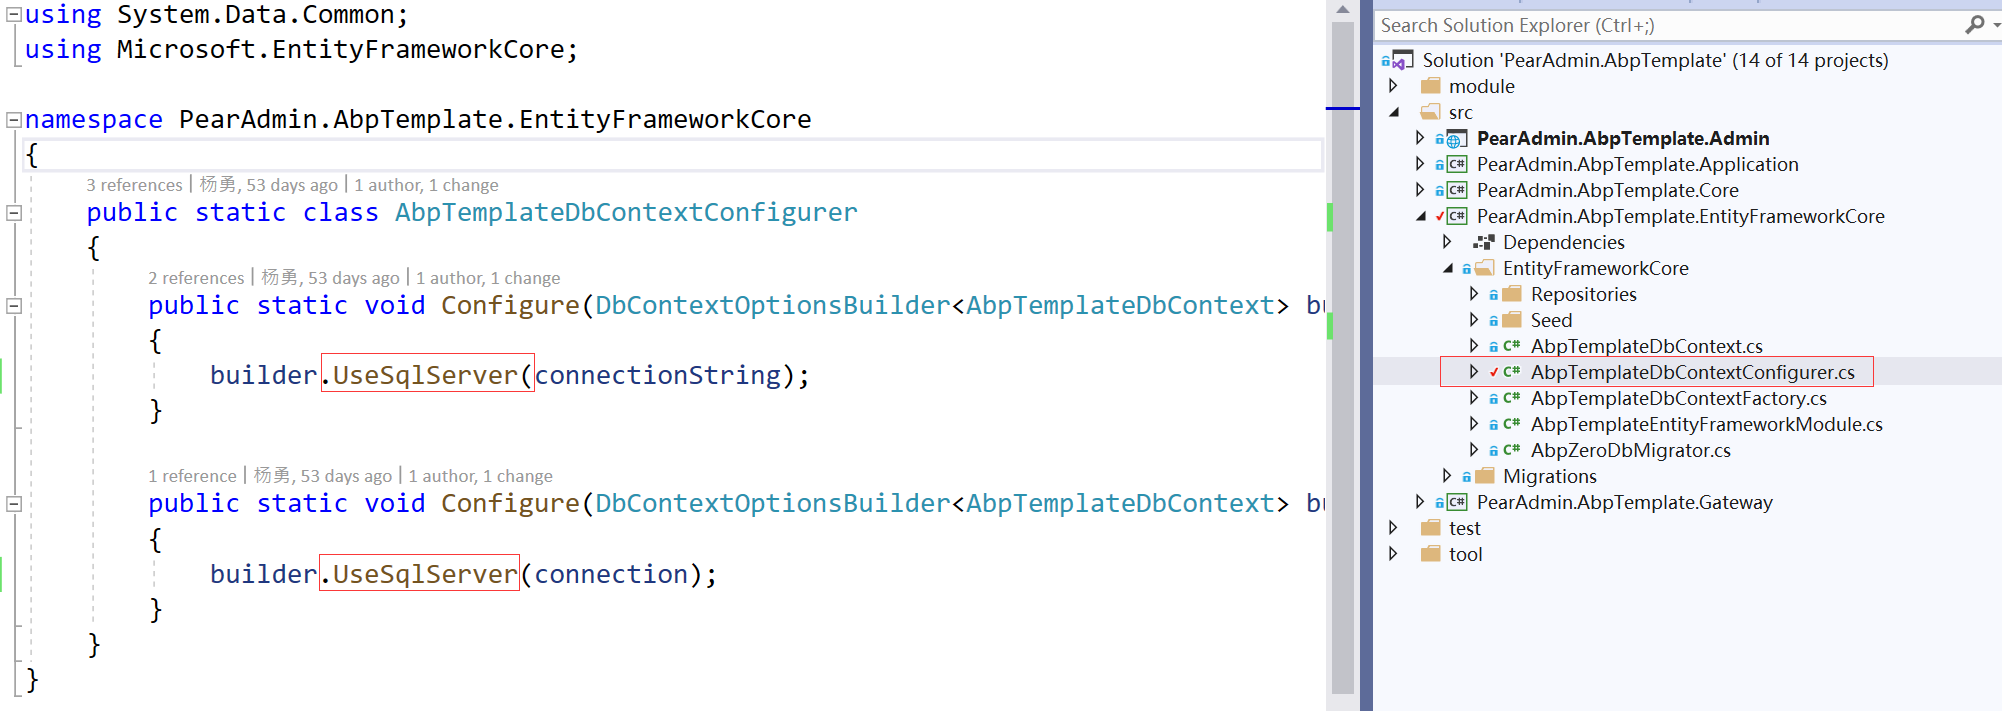 using System.Data.Common;
using Microsoft.EntityFrameworkCore;
namespace PearAdmin.AbpTemplate.EntityFrameworkCore
{
3 references | 杨勇, 53 days ago | 1 author, 1 change
public static class AbpTemplateDbContextConfigurer
{
2 references | 杨勇, 53 days ago | 1 author, 1 change
public static void Configure(DbContextOptionsBuilder<AbpTemplateDbContext> bu
{
builder.UseSqlServer(connectionString);
}
1 reference | 杨勇, 53 days ago | 1 author, 1 change
public static void Configure(DbContextOptionsBuilder<AbpTemplateDbContext> bu
{
builder.UseSqlServer(connection);
}
}
}
Search Solution Explorer (Ctrl+;)
Solution 'PearAdmin.AbpTemplate' (14 of 14 projects)
module
src
PearAdmin.AbpTemplate.Admin
C# PearAdmin.AbpTemplate.Application
C# PearAdmin.AbpTemplate.Core
C# PearAdmin.AbpTemplate.EntityFrameworkCore
Dependencies
EntityFrameworkCore
Repositories
Seed
C# AbpTemplateDbContext.cs
C# AbpTemplateDbContextConfigurer.cs
C# AbpTemplateDbContextFactory.cs
C# AbpTemplateEntityFrameworkModule.cs
C# AbpZeroDbMigrator.cs
Migrations
C# PearAdmin.AbpTemplate.Gateway
test
tool